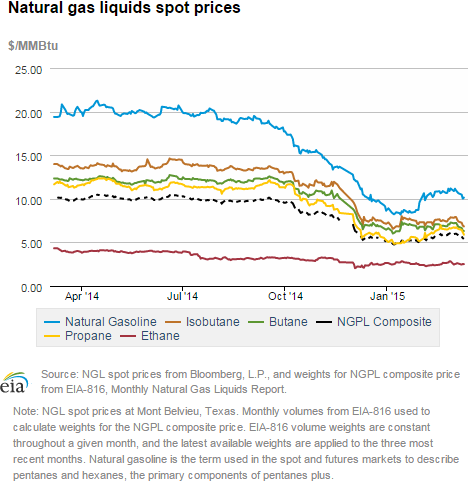 Natural gas liquids spot prices
$/MMBtu
25.00
20.00
15.00
10.00
5.00
0.00
Apr '14 Jul '14 Oct '14 Jan '15
Natural Gasoline Isobutane Butane NGPL Composite
Propane Ethane
eia
Source: NGL spot prices from Bloomberg, L.P., and weights for NGPL composite price
from EIA-816, Monthly Natural Gas Liquids Report.
Note: NGL spot prices at Mont Belvieu, Texas. Monthly volumes from EIA-816 used to
calculate weights for the NGPL composite price. EIA-816 volume weights are constant
throughout a given month, and the latest available weights are applied to the three most
recent months. Natural gasoline is the term used in the spot and futures markets to describe
pentanes and hexanes, the primary components of pentanes plus.